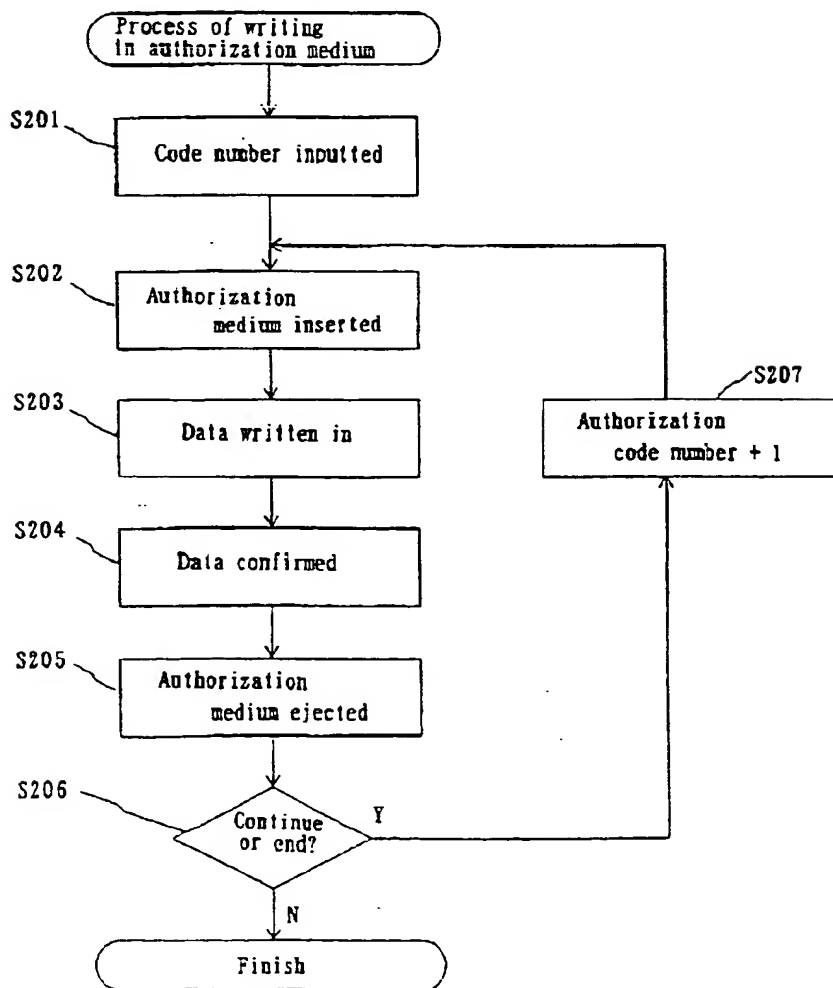 Process of writing
in authorization medium
S201
Code number inputted
S202
Authorization
medium inserted
S207
Authorization
code number + 1
S203
Data written in
S204
Data confirmed
S205
Authorization
medium ejected
S206
Continue
or end?
Y
N
Finish